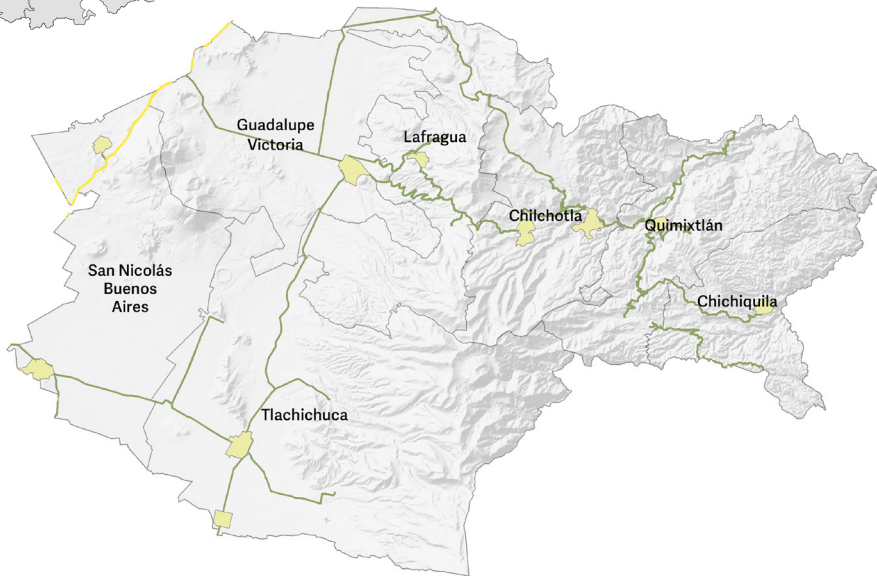 Guadalupe
Victoria
Lafragua
Chilchotla
Quimixtlán
San Nicolás
Buenos
Aires
Chichiquila
Tlachichuca